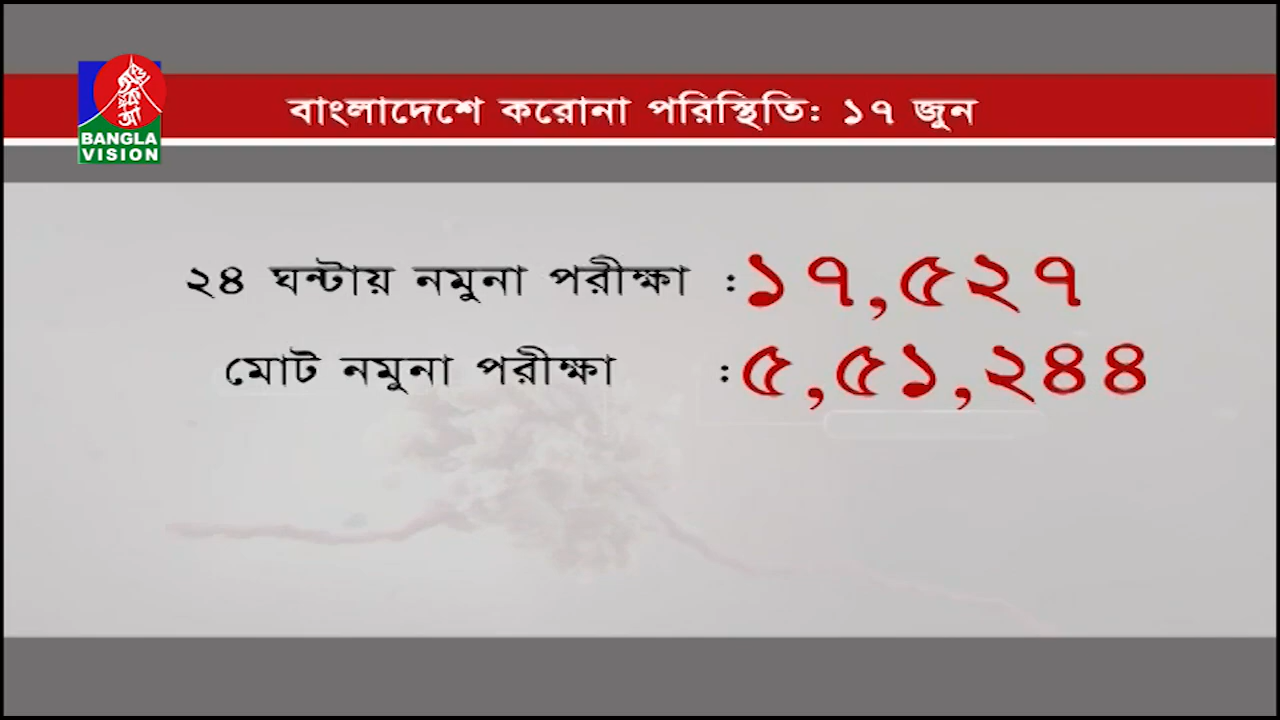 বাংলাদেশে করোনা পরিস্থিতি: ১৭ জুন
BANGLA
VISION
২৪ ঘন্টায় নমুনা পরীক্ষা : ১৭,৫২৭
মোট নমুনা পরীক্ষা : ৫,৫১,২৪৪